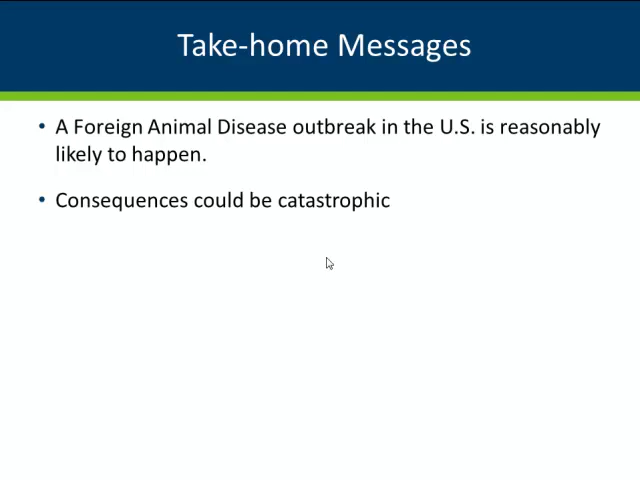 Take-home Messages
• A Foreign Animal Disease outbreak in the U.S. is reasonably
likely to happen.
• Consequences could be catastrophic